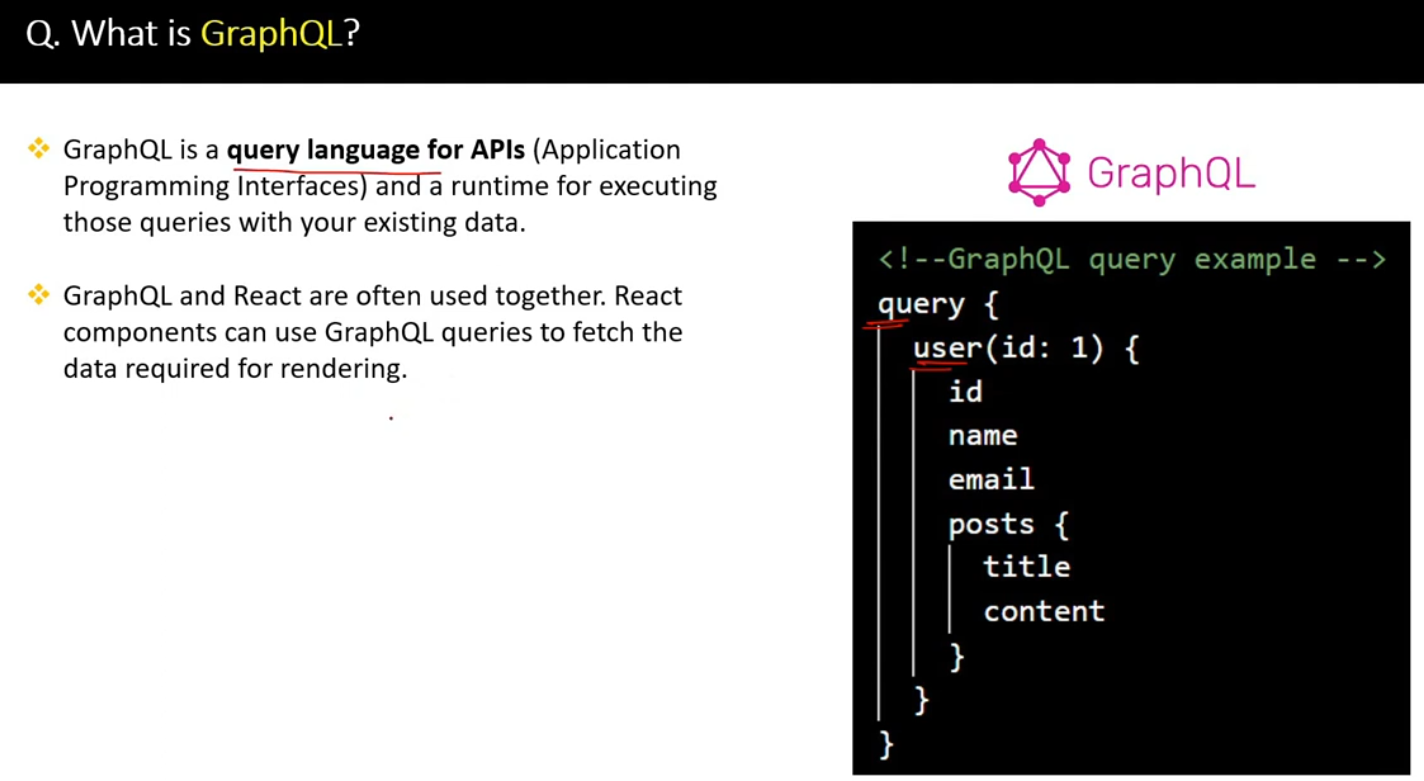 Q. What is GraphQL?
GraphQL is a query language for APIs (Application
Programming Interfaces) and a runtime for executing
those queries with your existing data.
GraphQL and React are often used together. React
components can use GraphQL queries to fetch the
data required for rendering.
GraphQL
<!--GraphQL query example -->
query {
user(id: 1) {
id
name
email
posts {
title
content
}
}
}